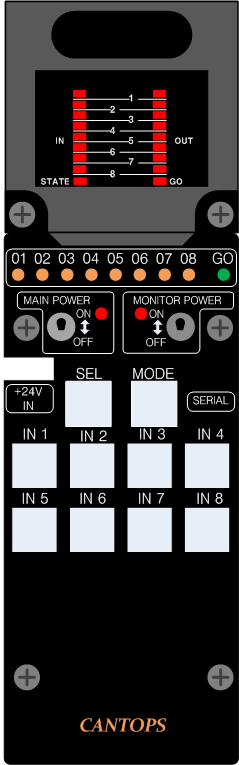 1
2
3
4
IN 5 OUT
6
7
8
STATE GO
01 02 03 04 05 06 07 08 GO
MAIN POWER MONITOR POWER
ON ON
OFF OFF
SEL MODE
+24V
IN
SERIAL
IN 1 IN 2 IN 3 IN 4
IN 5 IN 6 IN 7 IN 8
CANTOPS